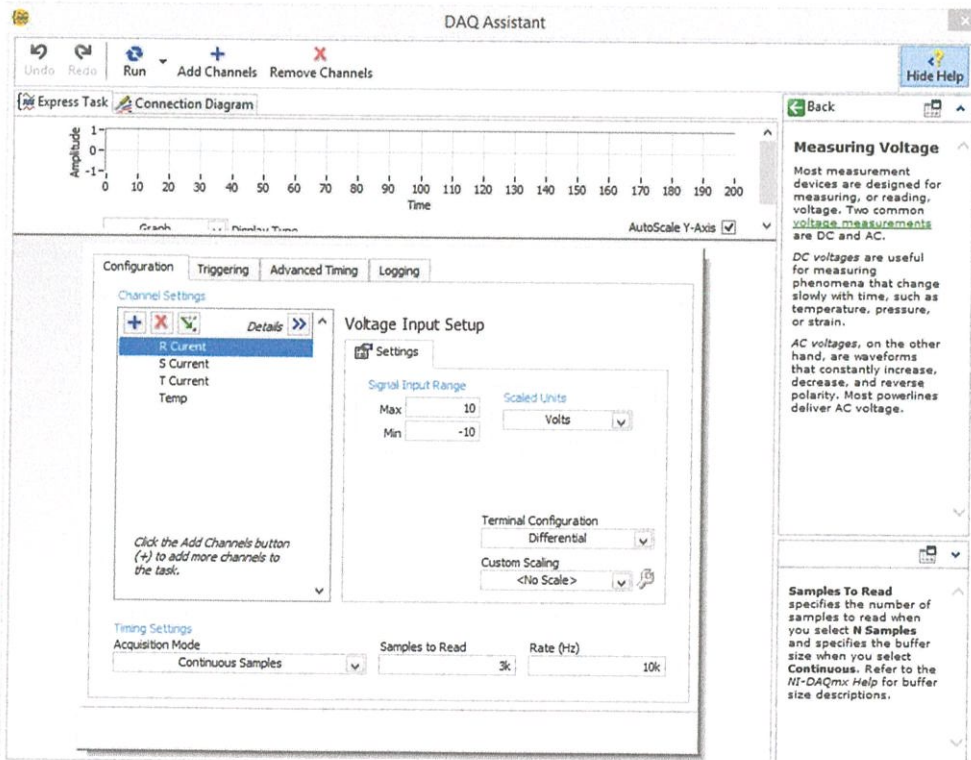 DAQ Assistant
Undo Redo Run Add Channels Remove Channels Hide Help
Express Task Connection Diagram
Amplitude
1
0
-1
0 10 20 30 40 50 60 70 80 90 100 110 120 130 140 150 160 170 180 190 200
Time
Graph Display Type AutoScale Y-Axis
Configuration Triggering Advanced Timing Logging
Channel Settings
Details
R Curent
S Current
T Current
Temp
Click the Add Channels button
(+) to add more channels to
the task.
Voltage Input Setup
Settings
Signal Input Range
Max 10
Min -10
Scaled Units
Volts
Terminal Configuration
Differential
Custom Scaling
<No Scale>
Timing Settings
Acquisition Mode Samples to Read Rate (Hz)
Continuous Samples 3k 10k
Back
Measuring Voltage
Most measurement
devices are designed for
measuring, or reading,
voltage. Two common
voltage measurements
are DC and AC.
DC voltages are useful
for measuring
phenomena that change
slowly with time, such as
temperature, pressure,
or strain.
AC voltages, on the other
hand, are waveforms
that constantly increase,
decrease, and reverse
polarity. Most powerlines
deliver AC voltage.
Samples To Read
specifies the number of
samples to read when
you select N Samples
and specifies the buffer
size when you select
Continuous. Refer to the
NI-DAQmx Help for buffer
size descriptions.